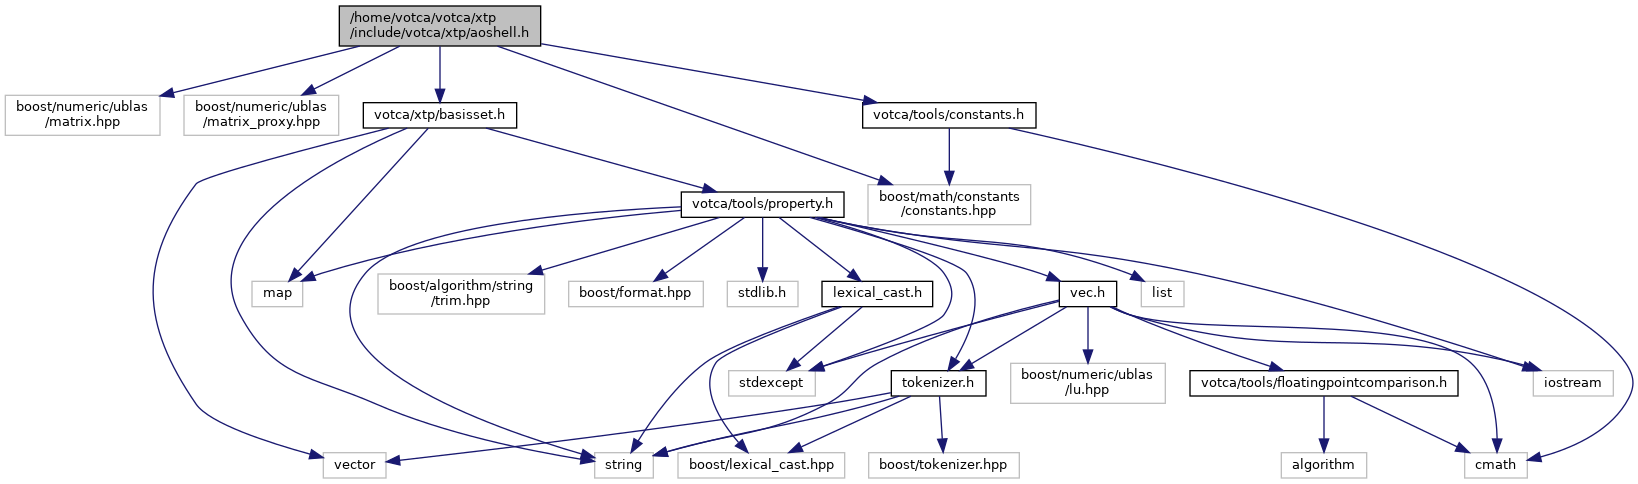 /home/votca/votca/xtp
/include/votca/xtp/aoshell.h
boost/numeric/ublas
/matrix.hpp
boost/numeric/ublas
/matrix_proxy.hpp
votca/xtp/basisset.h
votca/tools/constants.h
votca/tools/property.h
boost/math/constants
/constants.hpp
map
boost/algorithm/string
/trim.hpp
boost/format.hpp
stdlib.h
lexical_cast.h
vec.h
list
stdexcept
tokenizer.h
boost/numeric/ublas
/lu.hpp
votca/tools/floatingpointcomparison.h
iostream
vector
string
boost/lexical_cast.hpp
boost/tokenizer.hpp
algorithm
cmath